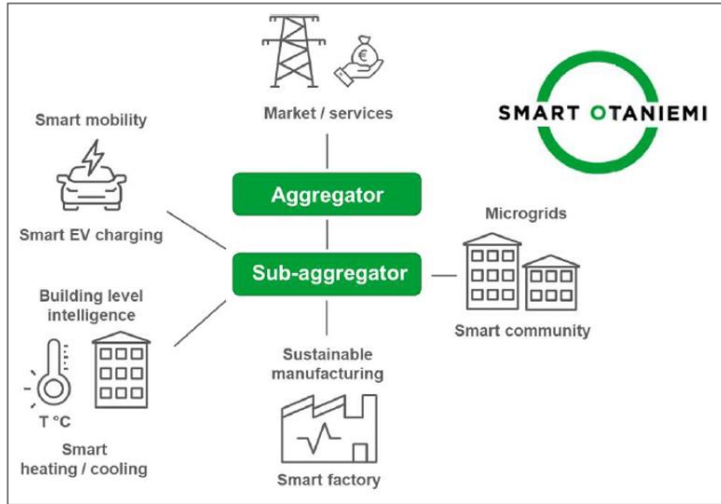 Market / services
SMART OTANIEMI
Smart mobility
Smart EV charging
Aggregator
Sub-aggregator
Microgrids
Smart community
Building level
intelligence
T °C
Smart
heating / cooling
Sustainable
manufacturing
Smart factory
€